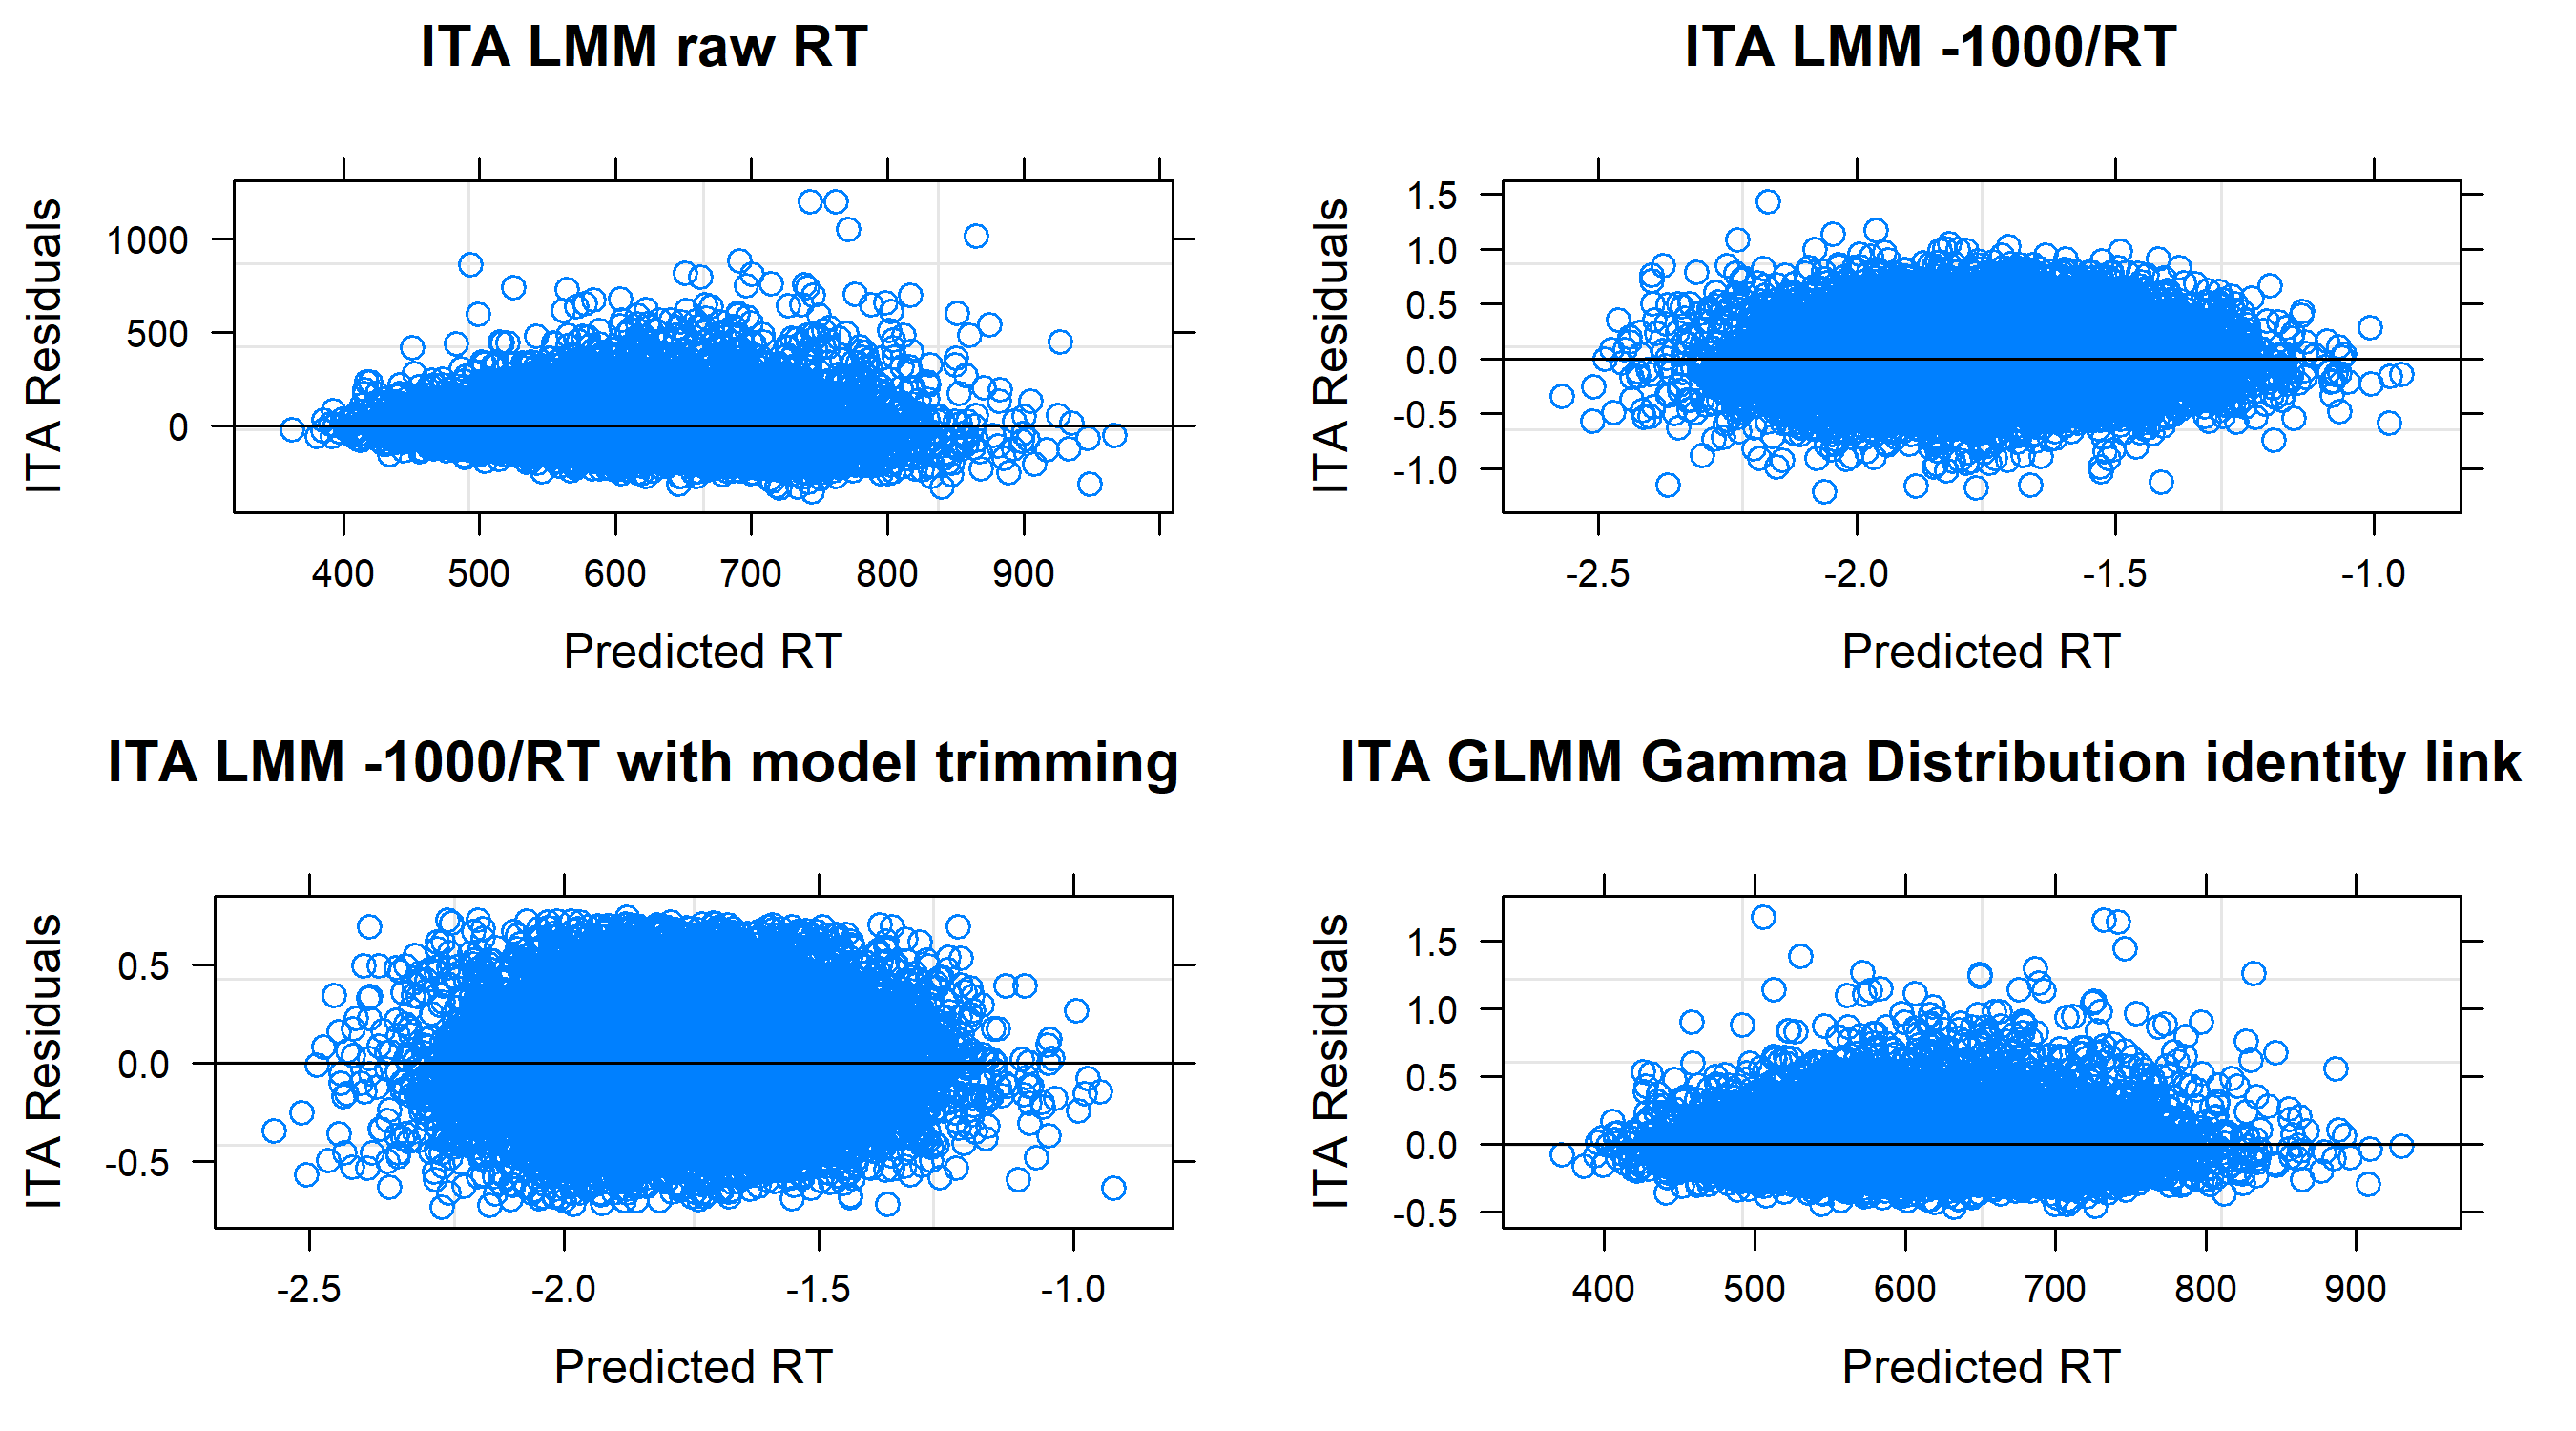 ITA LMM raw RT
ITA Residuals
1000
500
0
400 500 600 700 800 900
Predicted RT
ITA LMM -1000/RT
ITA Residuals
1.5
1.0
0.5
0.0
-0.5
-1.0
-2.5 -2.0 -1.5 -1.0
Predicted RT
ITA LMM -1000/RT with model trimming
ITA Residuals
0.5
0.0
-0.5
-2.5 -2.0 -1.5 -1.0
Predicted RT
ITA GLMM Gamma Distribution identity link
ITA Residuals
1.5
1.0
0.5
0.0
-0.5
400 500 600 700 800 900
Predicted RT